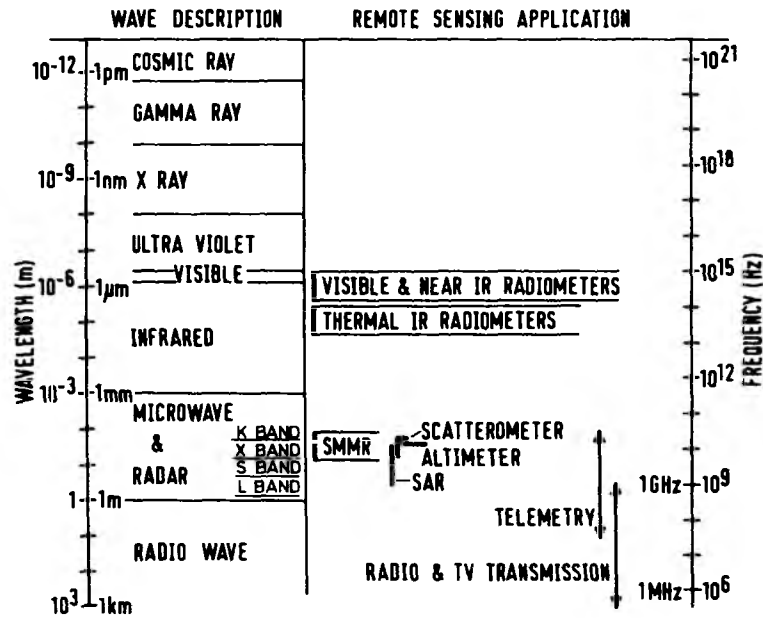 WAVE DESCRIPTION REMOTE SENSING APPLICATION
10-12 1pm COSMIC RAY 10^21
GAMMA RAY
10^18
10-9 1nm X RAY
ULTRA VIOLET
VISIBLE 10^15
10-6 1µm VISIBLE & NEAR IR RADIOMETERS
THERMAL IR RADIOMETERS
INFRARED
WAVELENGTH (m) FREQUENCY (Hz)
10^12
10-3 1mm
MICROWAVE
K BAND SCATTEROMETER
& X BAND SMMR ALTIMETER
RADAR S BAND SAR 1GHz 10^9
L BAND
1 1m
TELEMETRY
RADIO WAVE
RADIO & TV TRANSMISSION 1MHz 10^6
10^3 1km